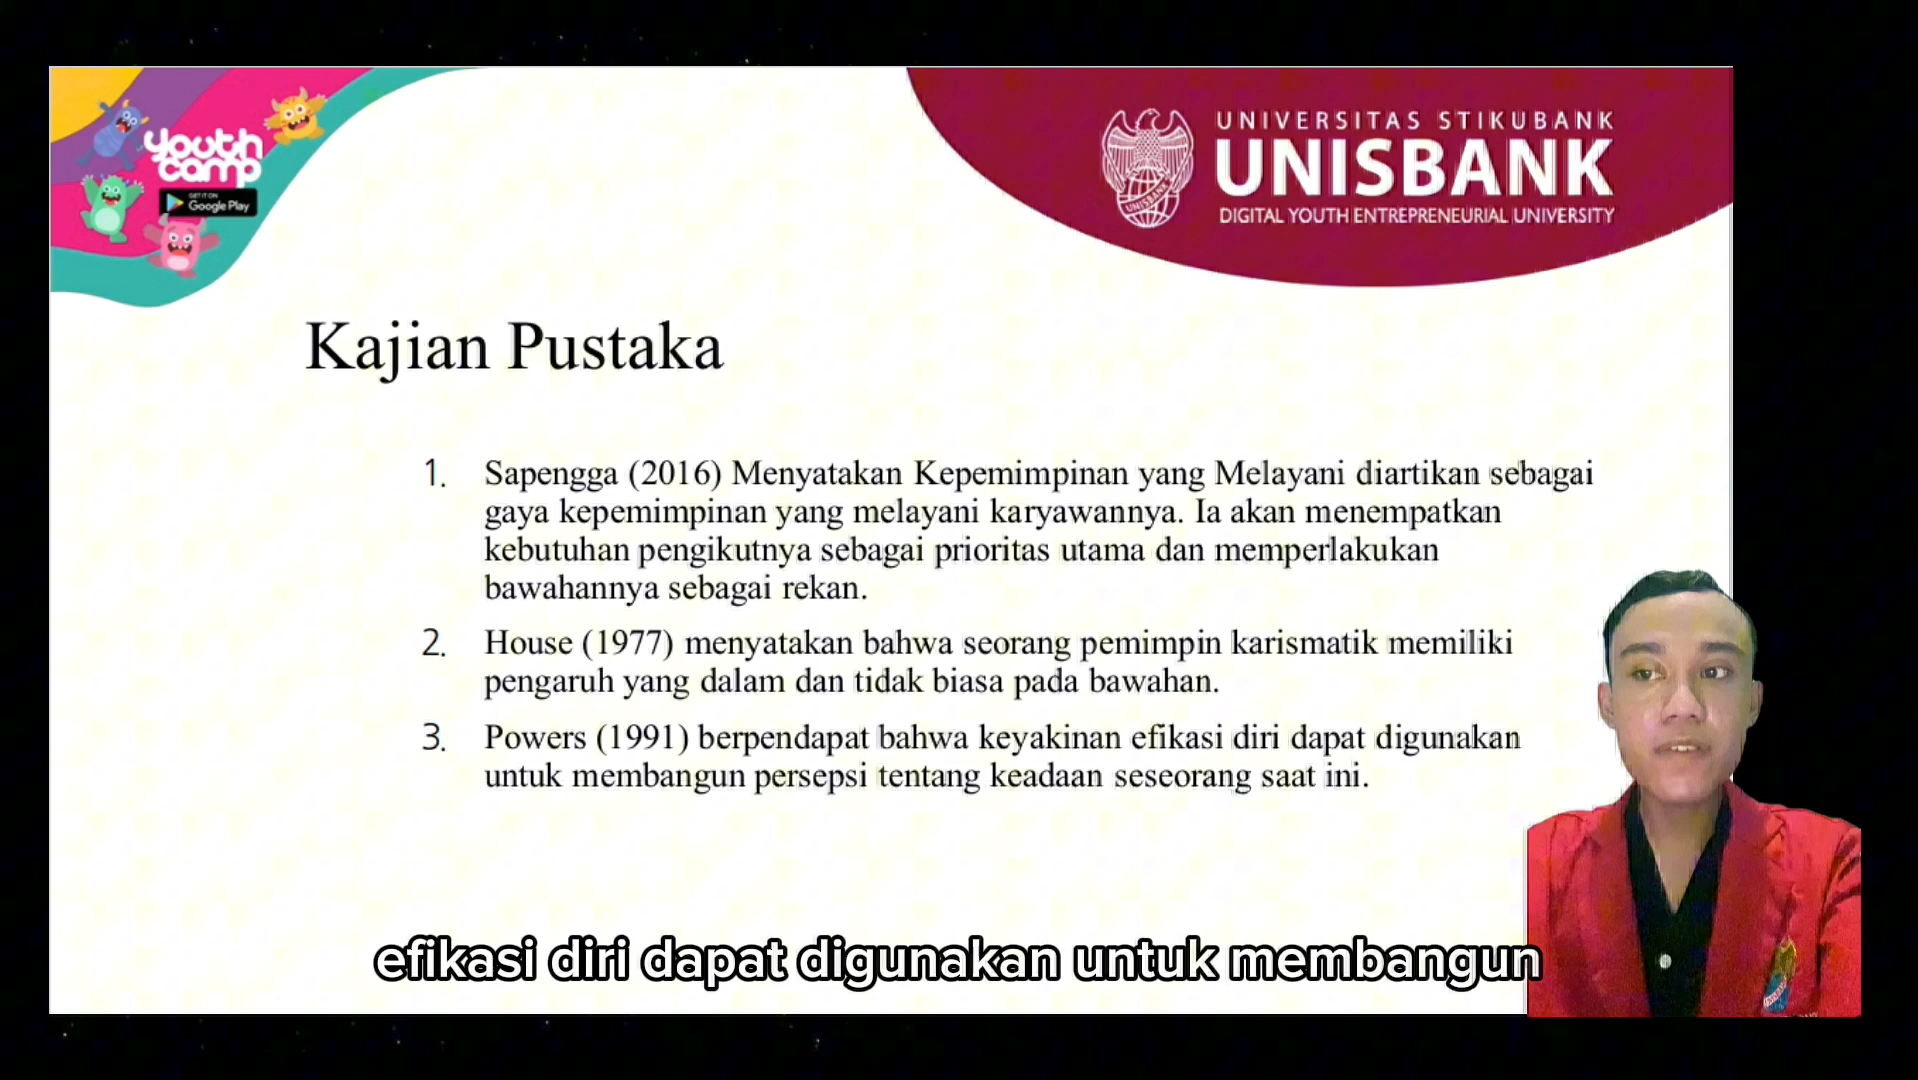 youth
camp
GET IT ON
Google Play
UNIVERSITAS STIKUBANK
UNISBANK
DIGITAL YOUTH ENTREPRENEURIAL UNIVERSITY
UNISBANK
Kajian Pustaka
1. Sapengga (2016) Menyatakan Kepemimpinan yang Melayani diartikan sebagai
gaya kepemimpinan yang melayani karyawannya. Ia akan menempatkan
kebutuhan pengikutnya sebagai prioritas utama dan memperlakukan
bawahannya sebagai rekan.
2. House (1977) menyatakan bahwa seorang pemimpin karismatik memiliki
pengaruh yang dalam dan tidak biasa pada bawahan.
3. Powers (1991) berpendapat bahwa keyakinan efikasi diri dapat digunakan
untuk membangun persepsi tentang keadaan seseorang saat ini.
efikasi diri dapat digunakan untuk membangun